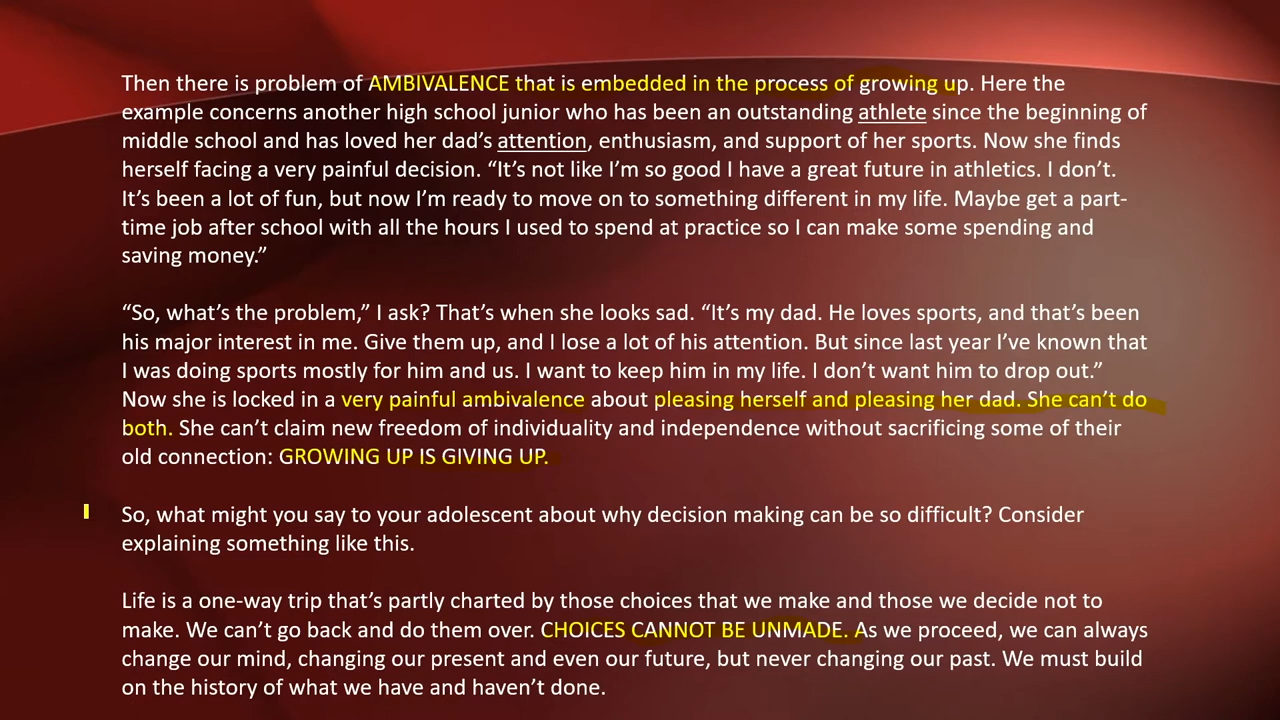 Then there is problem of AMBIVALENCE that is embedded in the process of growing up. Here the
example concerns another high school junior who has been an outstanding athlete since the beginning of
middle school and has loved her dad’s attention, enthusiasm, and support of her sports. Now she finds
herself facing a very painful decision. “It’s not like I’m so good I have a great future in athletics. I don’t.
It’s been a lot of fun, but now I’m ready to move on to something different in my life. Maybe get a part-
time job after school with all the hours I used to spend at practice so I can make some spending and
saving money.”
“So, what’s the problem,” I ask? That’s when she looks sad. “It’s my dad. He loves sports, and that’s been
his major interest in me. Give them up, and I lose a lot of his attention. But since last year I’ve known that
I was doing sports mostly for him and us. I want to keep him in my life. I don’t want him to drop out.”
Now she is locked in a very painful ambivalence about pleasing herself and pleasing her dad. She can’t do
both. She can’t claim new freedom of individuality and independence without sacrificing some of their
old connection: GROWING UP IS GIVING UP.
So, what might you say to your adolescent about why decision making can be so difficult? Consider
explaining something like this.
Life is a one-way trip that’s partly charted by those choices that we make and those we decide not to
make. We can’t go back and do them over. CHOICES CANNOT BE UNMADE. As we proceed, we can always
change our mind, changing our present and even our future, but never changing our past. We must build
on the history of what we have and haven’t done.